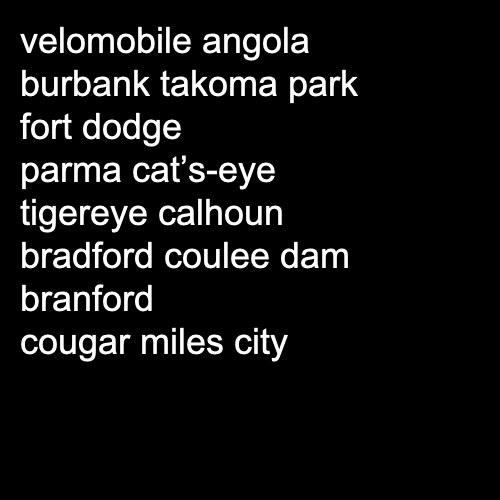 velomobile angola
burbank takoma park
fort dodge
parma cat’s-eye
tigereye calhoun
bradford coulee dam
branford
cougar miles city